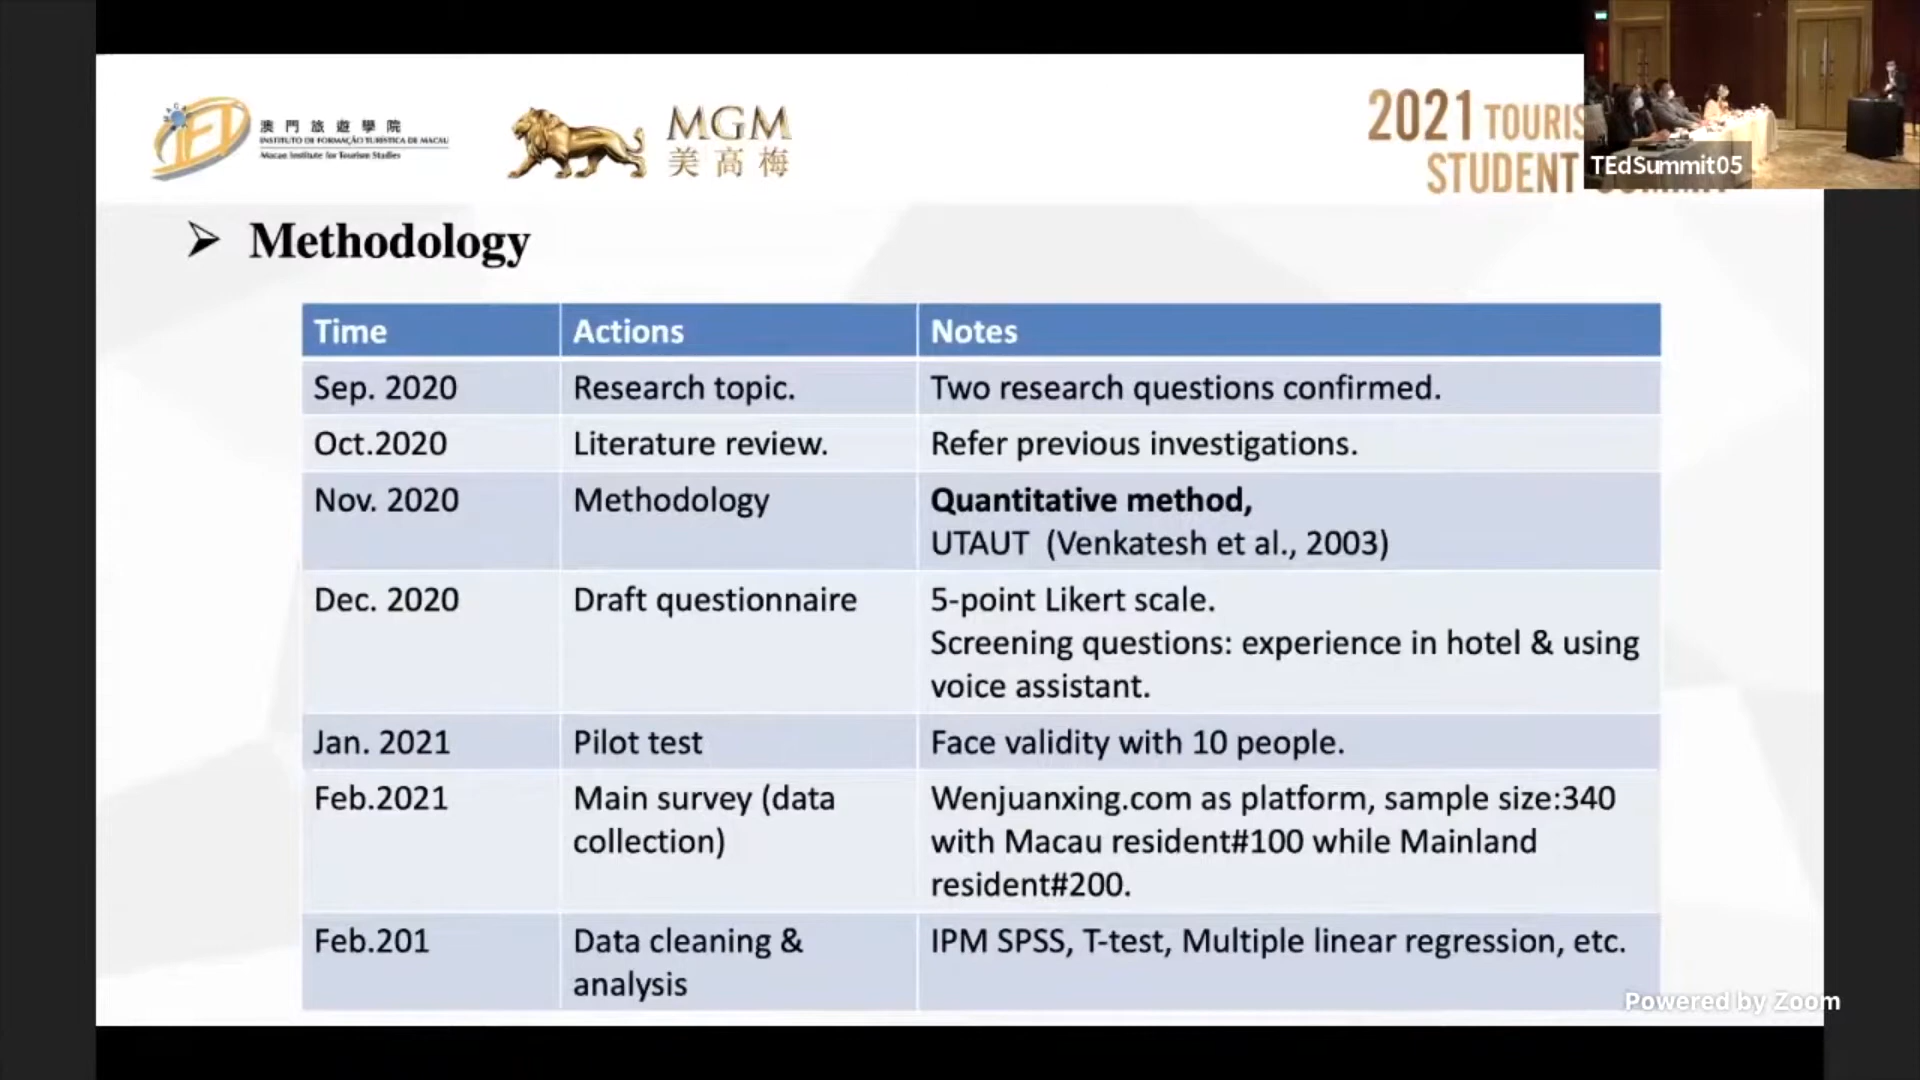 澳門旅遊學院
INSTITUTO DE FORMAÇÃO TURÍSTICA DE MACAU
Macao Institute for Tourism Studies
MGM
美高梅
2021 TOURIS
STUDENT
TEdSummit05
Methodology
Time Actions Notes
Sep. 2020 Research topic. Two research questions confirmed.
Oct.2020 Literature review. Refer previous investigations.
Nov. 2020 Methodology Quantitative method,
UTAUT (Venkatesh et al., 2003)
Dec. 2020 Draft questionnaire 5-point Likert scale.
Screening questions: experience in hotel & using
voice assistant.
Jan. 2021 Pilot test Face validity with 10 people.
Feb.2021 Main survey (data Wenjuanxing.com as platform, sample size:340
collection) with Macau resident#100 while Mainland
resident#200.
Feb.201 Data cleaning & IPM SPSS, T-test, Multiple linear regression, etc.
analysis
Powered by Zoom